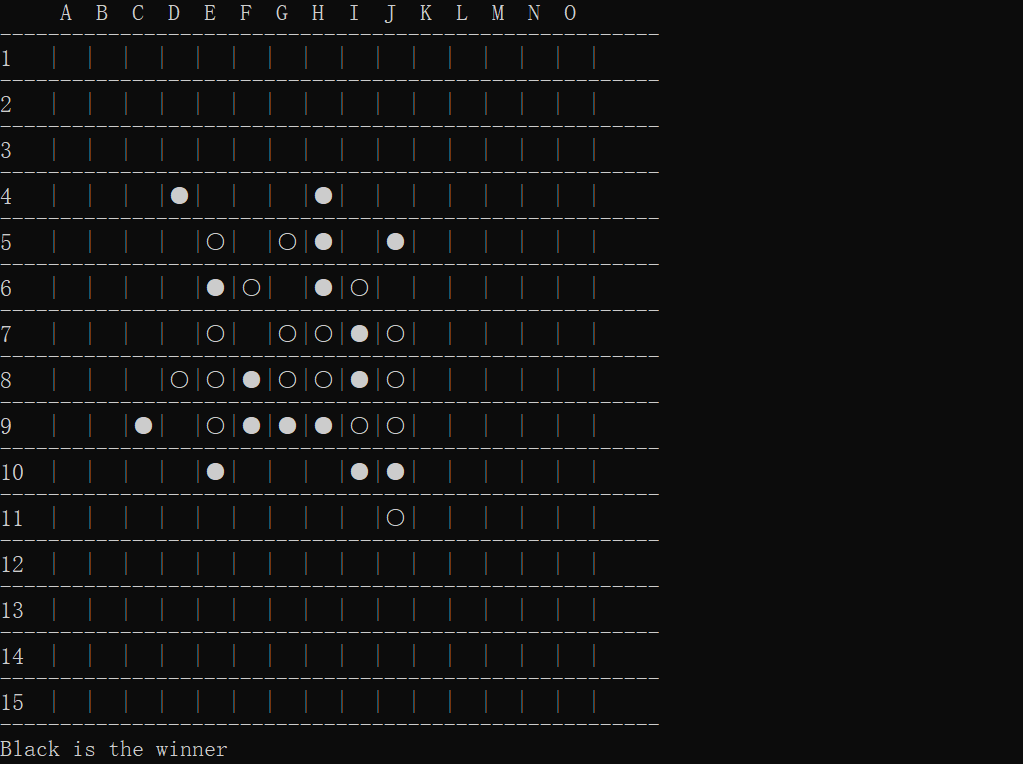 A B C D E F G H I J K L M N O
-------------------------------------------------------
1 | | | | | | | | | | | | | | | |
-------------------------------------------------------
2 | | | | | | | | | | | | | | | |
-------------------------------------------------------
3 | | | | | | | | | | | | | | | |
-------------------------------------------------------
4 | | | |●| | | |●| | | | | | | |
-------------------------------------------------------
5 | | | | |○| |○|●| |●| | | | | |
-------------------------------------------------------
6 | | | | |●|○| |●|○| | | | | | |
-------------------------------------------------------
7 | | | | |○| |○|○|●|○| | | | | |
-------------------------------------------------------
8 | | | |○|○|●|○|○|●|○| | | | | |
-------------------------------------------------------
9 | | |●| |○|●|●|●|○|○| | | | | |
-------------------------------------------------------
10 | | | | |●| | | |●|●| | | | | |
-------------------------------------------------------
11 | | | | | | | | | |○| | | | | |
-------------------------------------------------------
12 | | | | | | | | | | | | | | | |
-------------------------------------------------------
13 | | | | | | | | | | | | | | | |
-------------------------------------------------------
14 | | | | | | | | | | | | | | | |
-------------------------------------------------------
15 | | | | | | | | | | | | | | | |
-------------------------------------------------------
Black is the winner